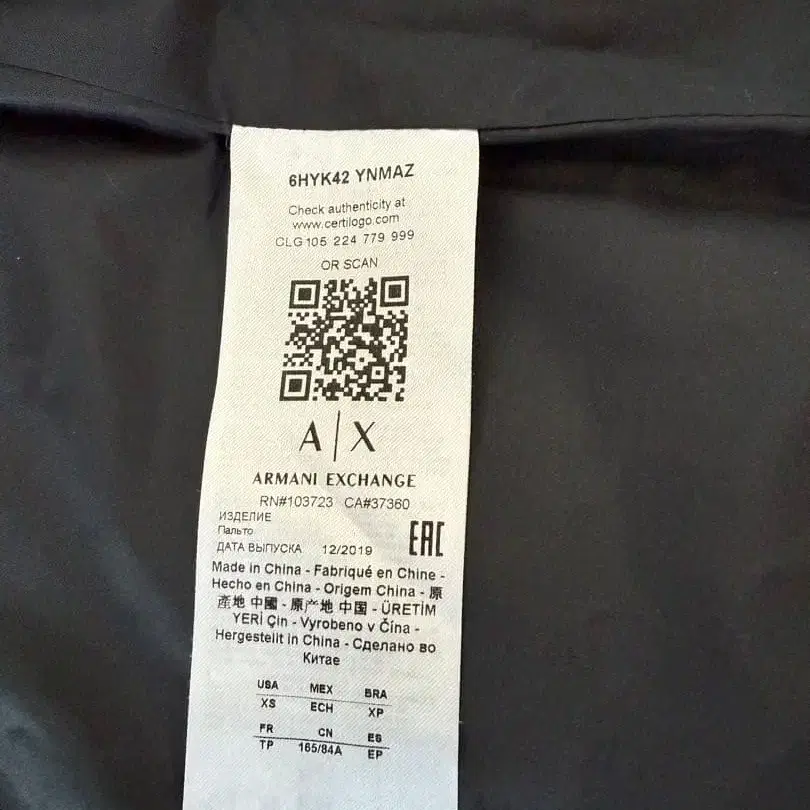 6HYK42 YNMAZ
Check authenticity at
www.certilogo.com
CLG 105 224 779 999
OR SCAN
A|X
ARMANI EXCHANGE
RN#103723 CA#37360
ИЗДЕЛИЕ
Пальто
ДАТА ВЫПУСКА 12/2019
EAC
Made in China - Fabriqué en Chine -
Hecho en China - Origem China - 原
產地 中國 - 原产地 中国 - ÜRETİM
YERİ Çin - Vyrobeno v Čína -
Hergestellt in China - Сделано во
Китае
USA MEX BRA
XS ECH XP
FR CN ES
TP 165/84A EP